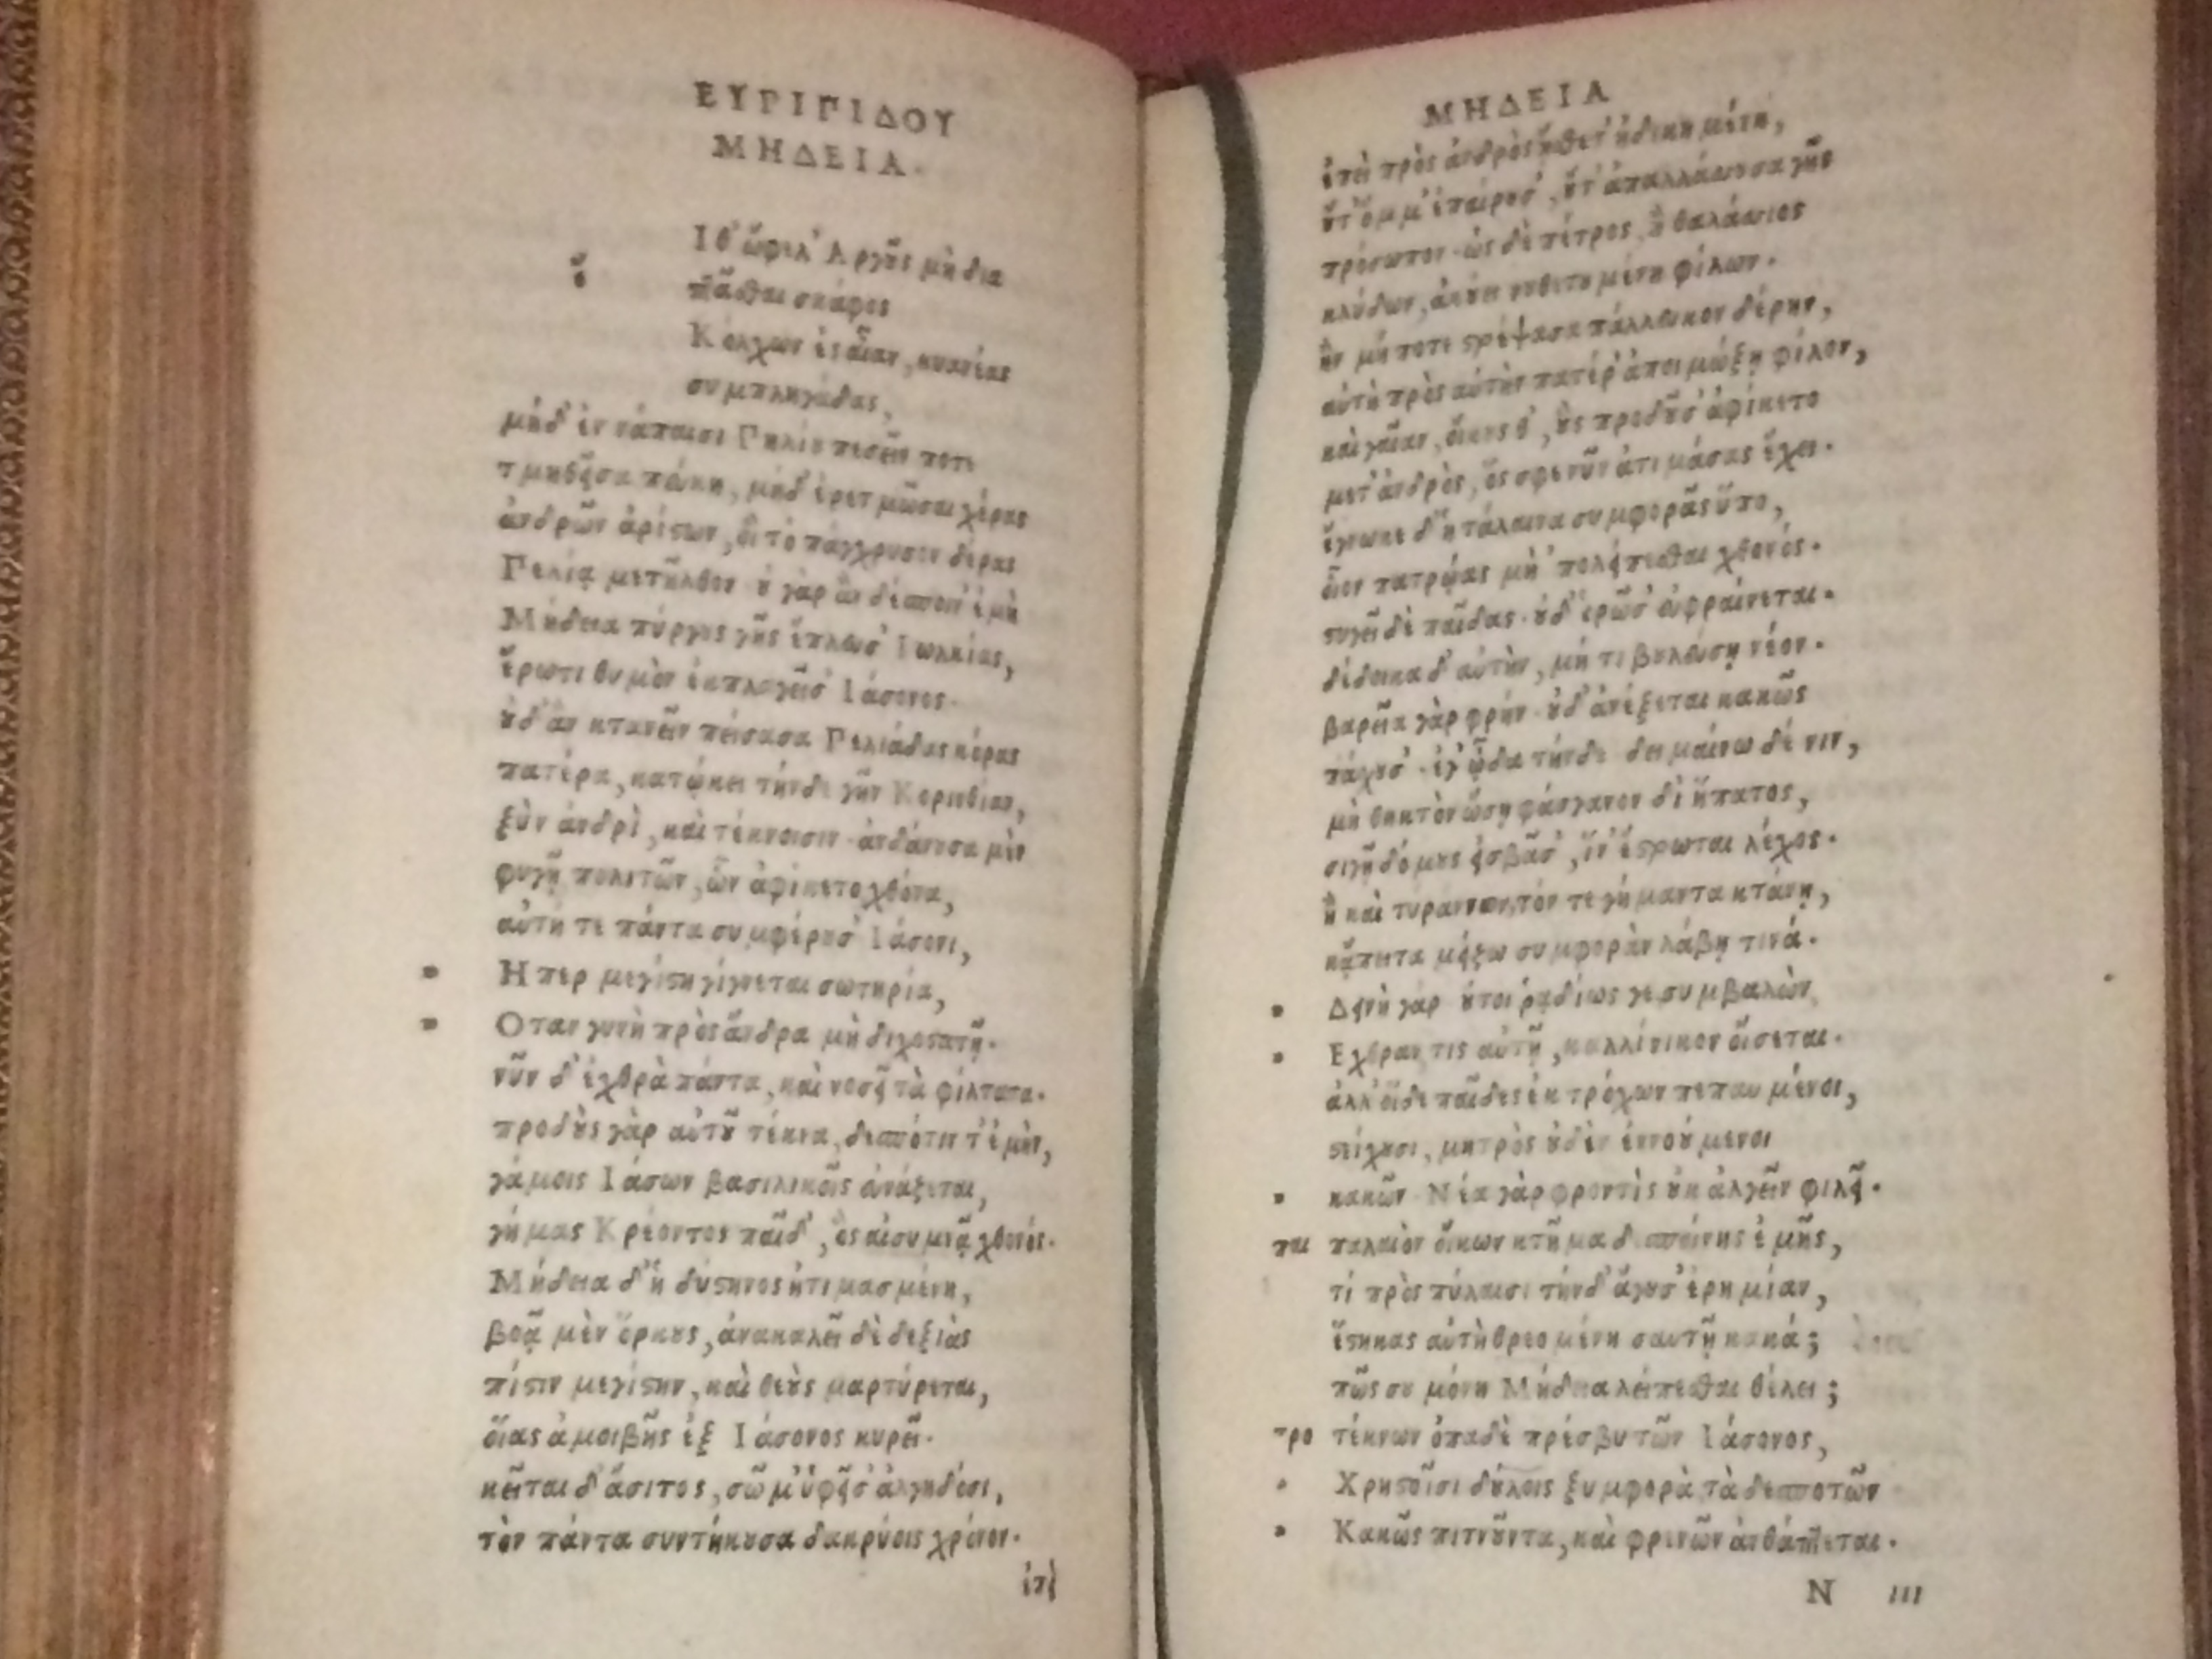 ΕΥΡΙΠΙΔΟΥ
ΜΗΔΕΙΑ.
εἴ
Ιθ' ὤφελ' Ἀργοῦς μὴ δια
πτᾶσθαι σκάφος
Κόλχων ἐς αἶαν, κυανέας
συμπληγάδας,
μηδ' ἐν νάπαισι Πηλίου πεσεῖν ποτε
τμηθεῖσα πεύκη, μηδ' ἐρετμῶσαι χέρας
ἀνδρῶν ἀρίστων, οἳ τὸ πάγχρυσον δέρας
Πελίᾳ μετῆλθον· οὐ γὰρ ἂν δέσποιν' ἐμὴ
Μήδεια πύργους γῆς ἔπλευσ' Ἰωλκίας,
ἔρωτι θυμὸν ἐκπλαγεῖσ' Ἰάσονος·
οὐδ' ἂν κτανεῖν πείσασα Πελιάδας κόρας
πατέρα, κατῴκει τήνδε γῆν Κορινθίαν,
ξὺν ἀνδρὶ, καὶ τέκνοισιν· ἁνδάνουσα μὲν
φυγῇ πολιτῶν, ὧν ἀφίκετο χθόνα,
αὐτή τε πάντα συμφέρουσ' Ἰάσονι,
" Ηπερ μεγίστη γίγνεται σωτηρία,
" Οταν γυνὴ πρὸς ἄνδρα μὴ διχοστατῇ.
νῦν δ' ἐχθρὰ πάντα, καὶ νοσεῖ τὰ φίλτατα.
προδοὺς γὰρ αὑτοῦ τέκνα, δεσπότιν τ' ἐμὴν,
γάμοις Ἰάσων βασιλικοῖς εὐνάζεται,
γήμας Κρέοντος παῖδ', ὃς αἰσυμνᾷ χθονός.
Μήδεια δ' ἡ δύστηνος ἠτιμασμένη,
βοᾷ μὲν ὅρκους, ἀνακαλεῖ δὲ δεξιὰς
πίστιν μεγίστην, καὶ θεοὺς μαρτύρεται,
οἵας ἀμοιβῆς ἐξ Ἰάσονος κυρεῖ.
κεῖται δ' ἄσιτος, σῶμ' ὑφεῖσ' ἀλγηδόσι,
τὸν πάντα συντήκουσα δακρύοις χρόνον.
ἐπεὶ
ΜΗΔΕΙΑ
ἐπεὶ πρὸς ἀνδρὸς ᾔσθετ' ἠδικημένη,
οὔτ' ὄμμ' ἐπαίρουσ', οὔτ' ἀπαλλάσσουσα γῆς
πρόσωπον· ὡς δὲ πέτρος, ἢ θαλάσσιος
κλύδων, ἀκούει νουθετουμένη φίλων.
ἢν μή ποτε στρέψασα πάλλευκον δέρην,
αὐτὴ πρὸς αὑτὴν πατέρ' ἀποιμώξῃ φίλον,
καὶ γαῖαν, οἴκους θ', οὓς προδοῦσ' ἀφίκετο
μετ' ἀνδρὸς, ὅς σφε νῦν ἀτιμάσας ἔχει.
ἔγνωκε δ' ἡ τάλαινα συμφορᾶς ὕπο,
οἷον πατρῴας μὴ 'πολείπεσθαι χθονός.
στυγεῖ δὲ παῖδας· οὐδ' ὁρῶσ' εὐφραίνεται.
δέδοικα δ' αὐτὴν, μή τι βουλεύσῃ νέον.
βαρεῖα γὰρ φρήν· οὐδ' ἀνέξεται κακῶς
πάσχουσ'· ἐγᾦδα τήνδε· δειμαίνω δέ νιν,
μὴ θηκτὸν ὤσῃ φάσγανον δι' ἥπατος,
σιγῇ δόμους εἰσβᾶσ', ἵν' ἔστρωται λέχος.
ἢ καὶ τύραννον, τόν τε γήμαντα κτάνῃ,
κἄπειτα μείζω συμφορὰν λάβῃ τινά.
" Δεινὴ γάρ· οὔτοι ῥᾳδίως γε συμβαλὼν
" Εχθραν τις αὐτῇ, καλλίνικον οἴσεται.
ἀλλ' οἵδε παῖδες ἐκ τρόχων πεπαυμένοι,
στείχουσι, μητρὸς οὐδὲν ἐννοούμενοι
" κακῶν· Νέα γὰρ φροντὶς οὐκ ἀλγεῖν φιλεῖ.
παι παλαιὸν οἴκων κτῆμα δεσποίνης ἐμῆς,
τί πρὸς πύλαισι τήνδ' ἄγουσ' ἐρημίαν,
ἕστηκας αὐτὴ θρεομένη σαυτῇ κακά;
πῶς σου μόνη Μήδεια λείπεσθαι θέλει;
τρο τέκνων ὀπαδὲ πρέσβυ τῶν Ἰάσονος,
" Χρηστοῖσι δούλοις ξυμφορὰ τὰ δεσποτῶν
" Κακῶς πιτνοῦντα, καὶ φρενῶν ἀνθάπτεται.
N iii